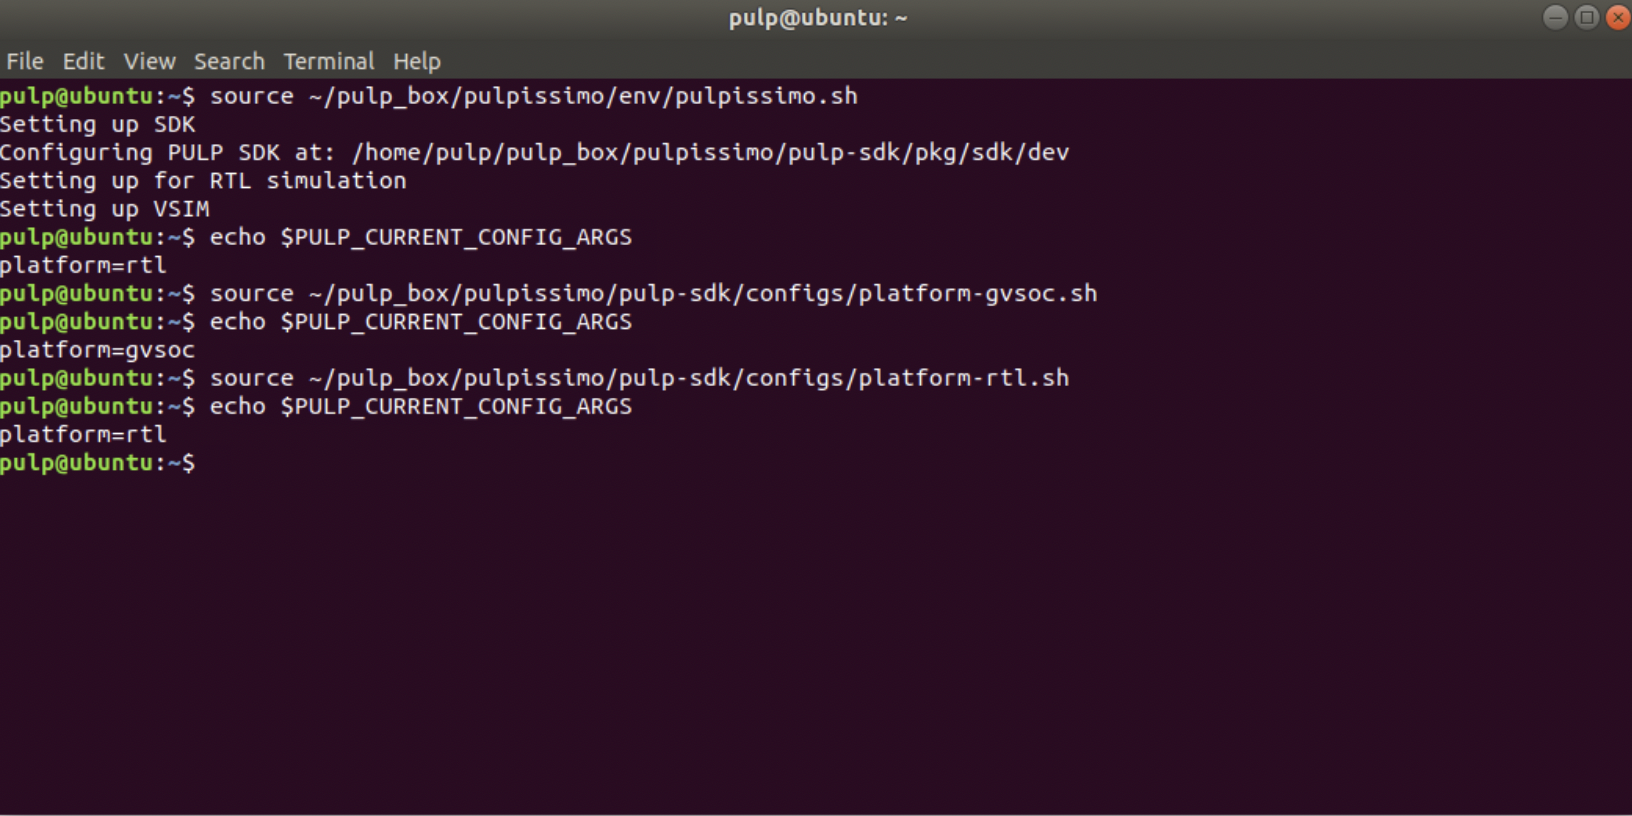 pulp@ubuntu: ~
File Edit View Search Terminal Help
pulp@ubuntu:~$ source ~/pulp_box/pulpissimo/env/pulpissimo.sh
Setting up SDK
Configuring PULP SDK at: /home/pulp/pulp_box/pulpissimo/pulp-sdk/pkg/sdk/dev
Setting up for RTL simulation
Setting up VSIM
pulp@ubuntu:~$ echo $PULP_CURRENT_CONFIG_ARGS
platform=rtl
pulp@ubuntu:~$ source ~/pulp_box/pulpissimo/pulp-sdk/configs/platform-gvsoc.sh
pulp@ubuntu:~$ echo $PULP_CURRENT_CONFIG_ARGS
platform=gvsoc
pulp@ubuntu:~$ source ~/pulp_box/pulpissimo/pulp-sdk/configs/platform-rtl.sh
pulp@ubuntu:~$ echo $PULP_CURRENT_CONFIG_ARGS
platform=rtl
pulp@ubuntu:~$